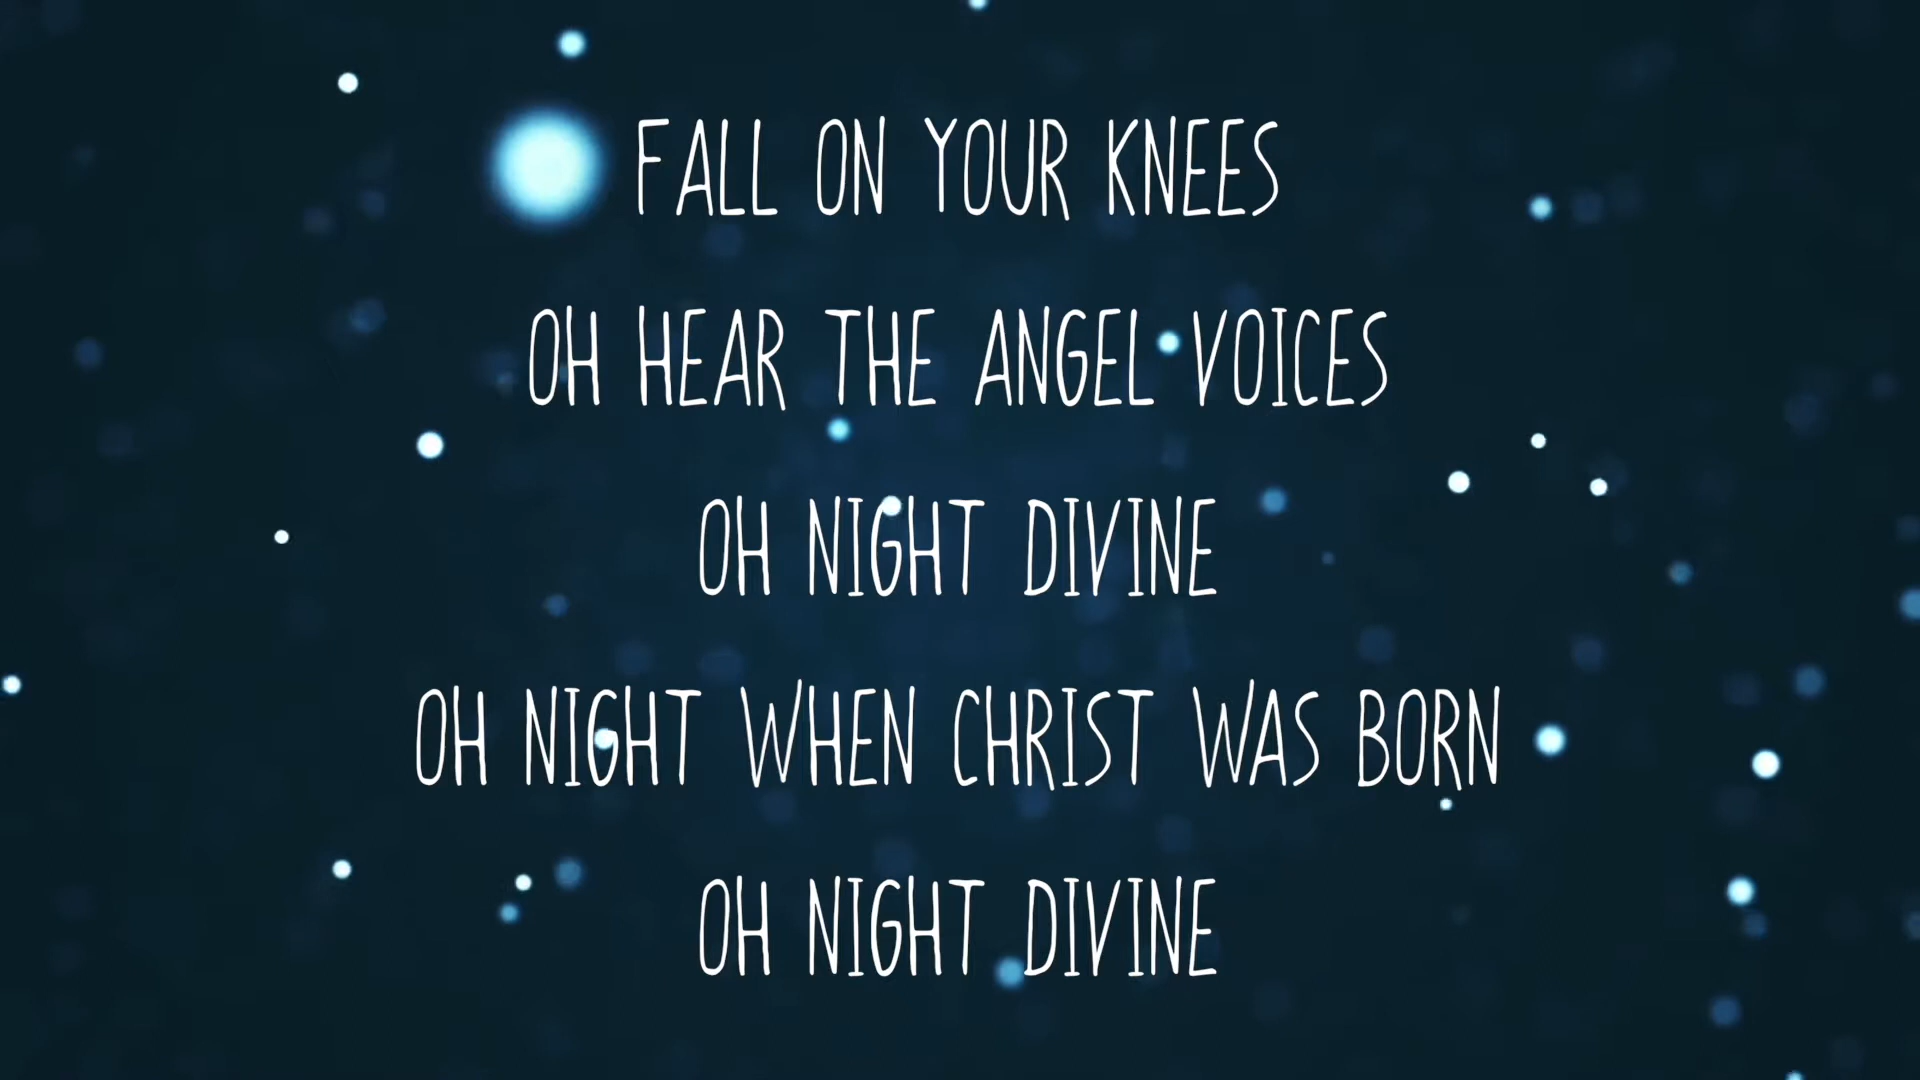 FALL ON YOUR KNEES
OH HEAR THE ANGEL VOICES
OH NIGHT DIVINE
OH NIGHT WHEN CHRIST WAS BORN
OH NIGHT DIVINE